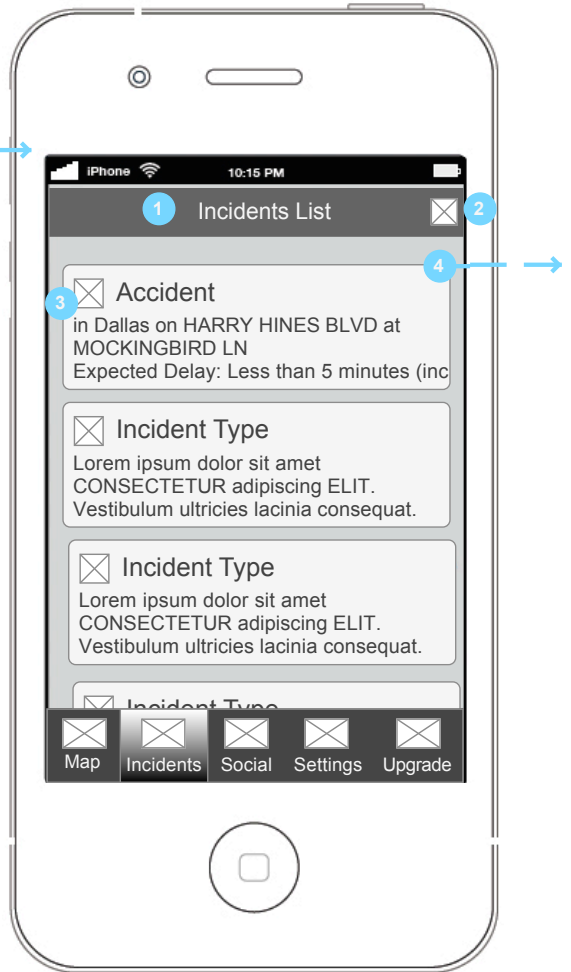 iPhone 10:15 PM
1 Incidents List 2
4
3 Accident
in Dallas on HARRY HINES BLVD at
MOCKINGBIRD LN
Expected Delay: Less than 5 minutes (inc
Incident Type
Lorem ipsum dolor sit amet
CONSECTETUR adipiscing ELIT.
Vestibulum ultricies lacinia consequat.
Incident Type
Lorem ipsum dolor sit amet
CONSECTETUR adipiscing ELIT.
Vestibulum ultricies lacinia consequat.
Incident Type
Map Incidents Social Settings Upgrade